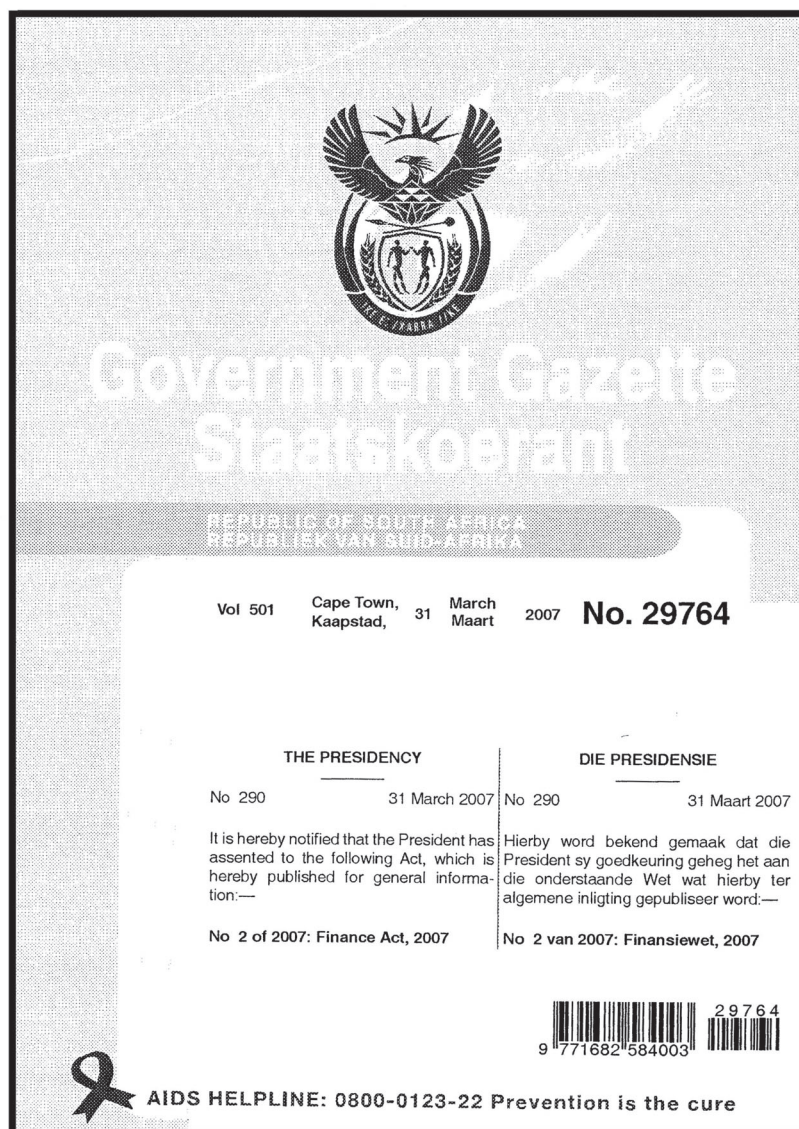 !KE E: /XARRA //KE
Government Gazette
Staatskoerant
REPUBLIC OF SOUTH AFRICA
REPUBLIEK VAN SUID-AFRIKA
Vol 501 Cape Town, Kaapstad, 31 March Maart 2007 No. 29764
THE PRESIDENCY
No 290 31 March 2007
It is hereby notified that the President has
assented to the following Act, which is
hereby published for general informa-
tion:—
No 2 of 2007: Finance Act, 2007
DIE PRESIDENSIE
No 290 31 Maart 2007
Hierby word bekend gemaak dat die
President sy goedkeuring geheg het aan
die onderstaande Wet wat hierby ter
algemene inligting gepubliseer word:—
No 2 van 2007: Finansiewet, 2007
29764
9 771682 584003
AIDS HELPLINE: 0800-0123-22 Prevention is the cure